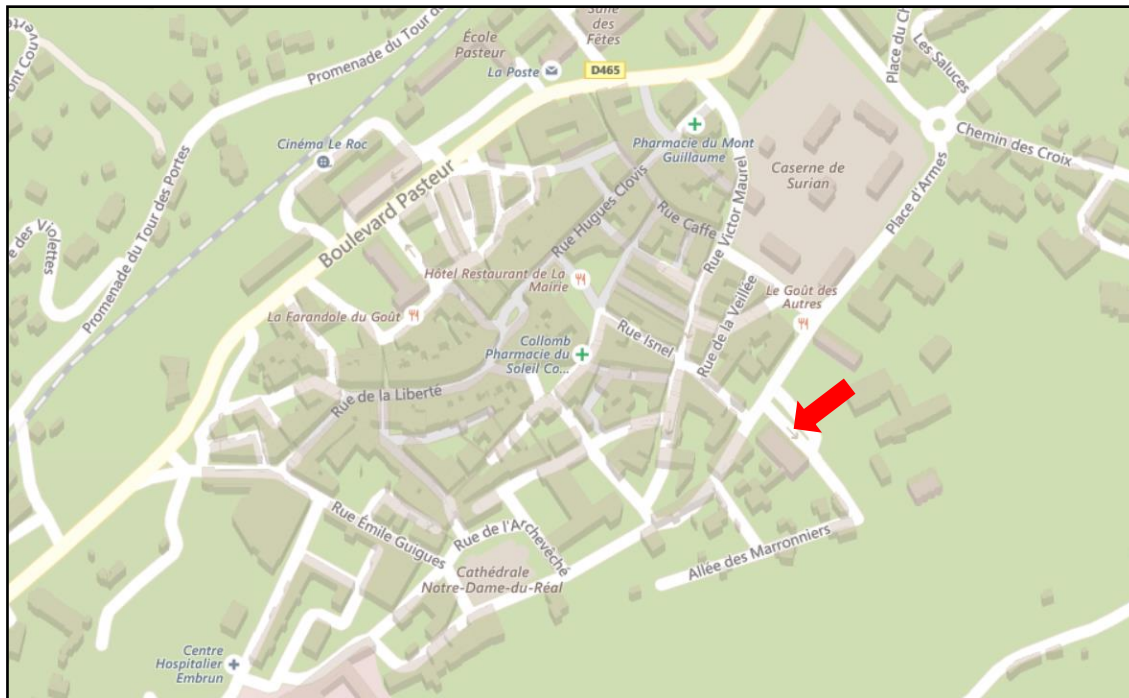 Salle
des
Fêtes
École
Pasteur
La Poste
D465
Place du Ch
Les Saluces
Promenade du Tour d
Cinéma Le Roc
Pharmacie du Mont
Guillaume
Chemin des Croix
Caserne de
Surian
Boulevard Pasteur
Rue Hugues Clovis
Rue Caffe
Rue Victor Maurel
Place d'Armes
des Violettes
Promenade du Tour des Portes
Hôtel Restaurant de La
Mairie
La Farandole du Goût
Le Goût des
Autres
Rue de la Veillée
Rue Isnel
Collomb
Pharmacie du
Soleil Co...
Rue de la Liberté
Rue Émile Guigues
Rue de l'Archevêché
Allée des Marronniers
Cathédrale
Notre-Dame-du-Réal
Centre
Hospitalier
Embrun